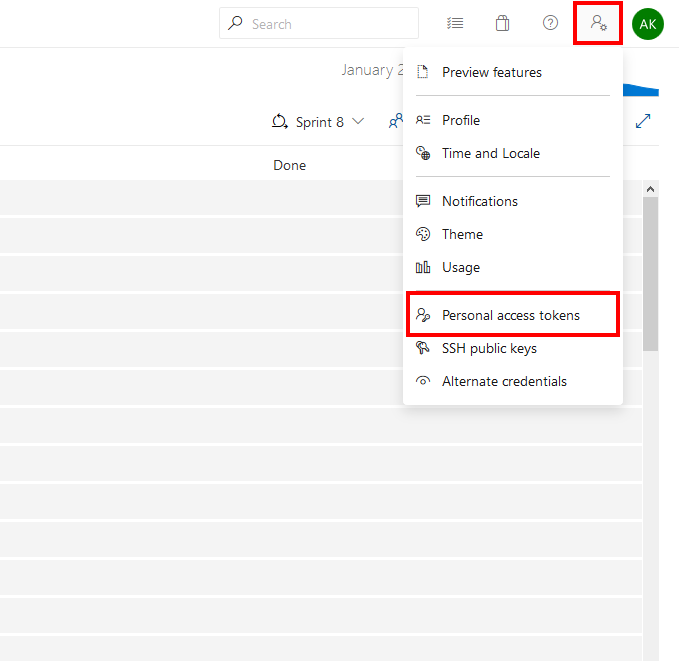 Search
AK
January 2
Preview features
Sprint 8
Profile
Time and Locale
Done
Notifications
Theme
Usage
Personal access tokens
SSH public keys
Alternate credentials